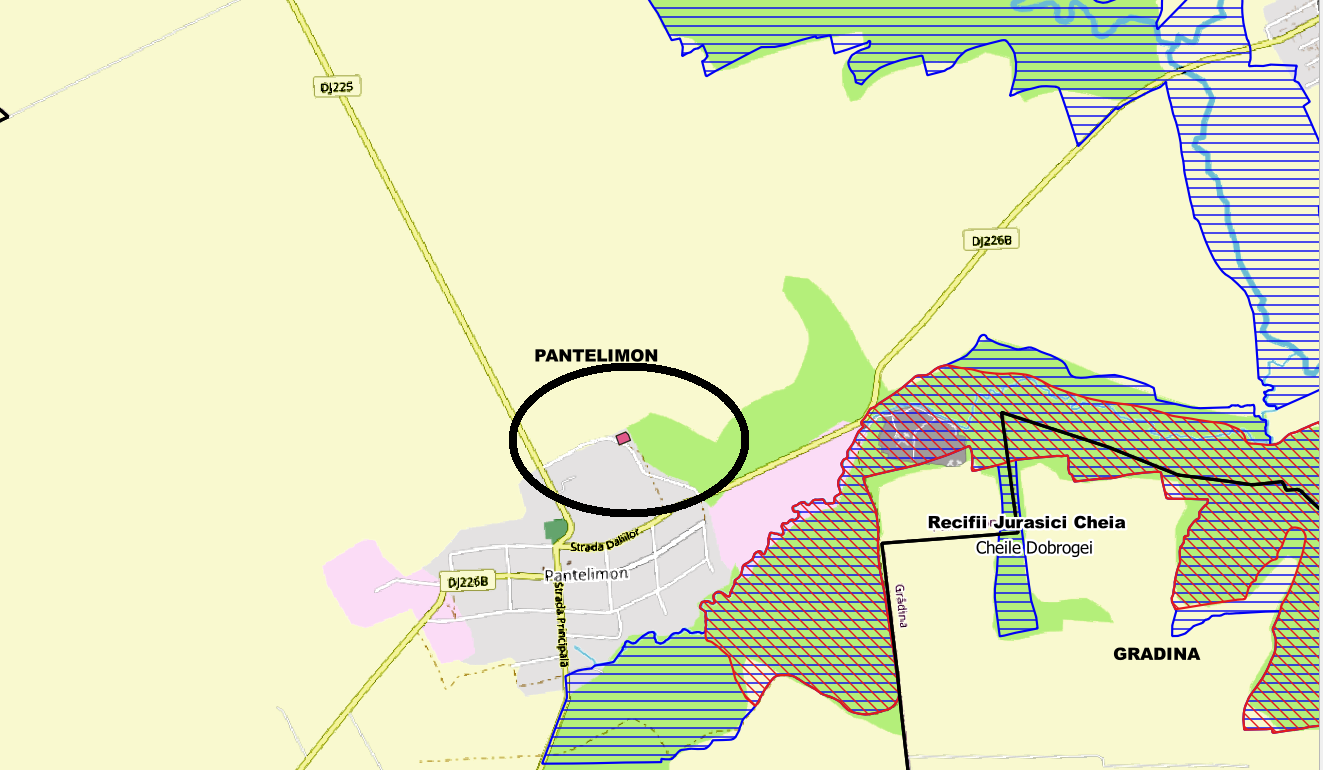 DJ225
DJ226B
PANTELIMON
Recifii Jurasici Cheia
Cheile Dobrogei
Strada Daliilor
Pantelimon
DJ226B
Strada Principală
Grădina
GRADINA